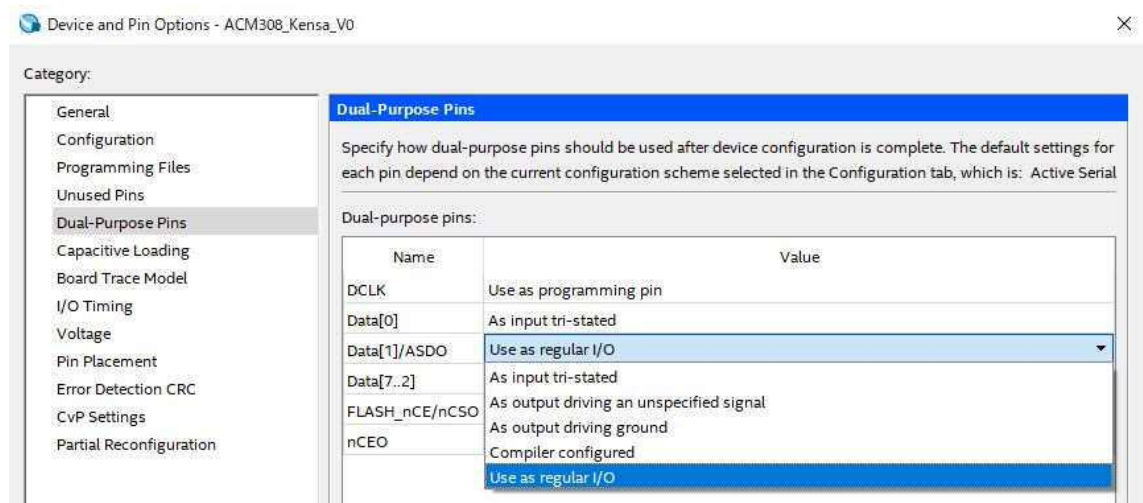 Device and Pin Options - ACM308_Kensa_V0
Category:
General
Configuration
Programming Files
Unused Pins
Dual-Purpose Pins
Capacitive Loading
Board Trace Model
I/O Timing
Voltage
Pin Placement
Error Detection CRC
CvP Settings
Partial Reconfiguration
Dual-Purpose Pins
Specify how dual-purpose pins should be used after device configuration is complete. The default settings for
each pin depend on the current configuration scheme selected in the Configuration tab, which is: Active Serial
Dual-purpose pins:
Name Value
DCLK Use as programming pin
Data[0] As input tri-stated
Data[1]/ASDO Use as regular I/O
Data[7..2]
FLASH_nCE/nCSO
nCEO
As input tri-stated
As output driving an unspecified signal
As output driving ground
Compiler configured
Use as regular I/O